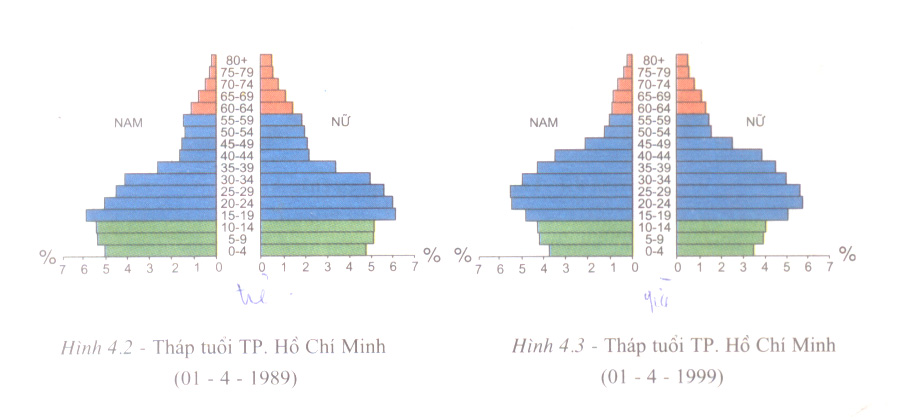 80+ 80+
75-79 75-79
70-74 70-74
65-69 65-69
60-64 60-64
NAM 55-59 NỮ NAM 55-59 NỮ
50-54 50-54
45-49 45-49
40-44 40-44
35-39 35-39
30-34 30-34
25-29 25-29
20-24 20-24
15-19 15-19
10-14 10-14
5-9 5-9
% 0-4 % % 0-4 %
7 6 5 4 3 2 1 0 0 1 2 3 4 5 6 7 7 6 5 4 3 2 1 0 0 1 2 3 4 5 6 7
trẻ già
Hình 4.2 - Tháp tuổi TP. Hồ Chí Minh
(01 - 4 - 1989)
Hình 4.3 - Tháp tuổi TP. Hồ Chí Minh
(01 - 4 - 1999)